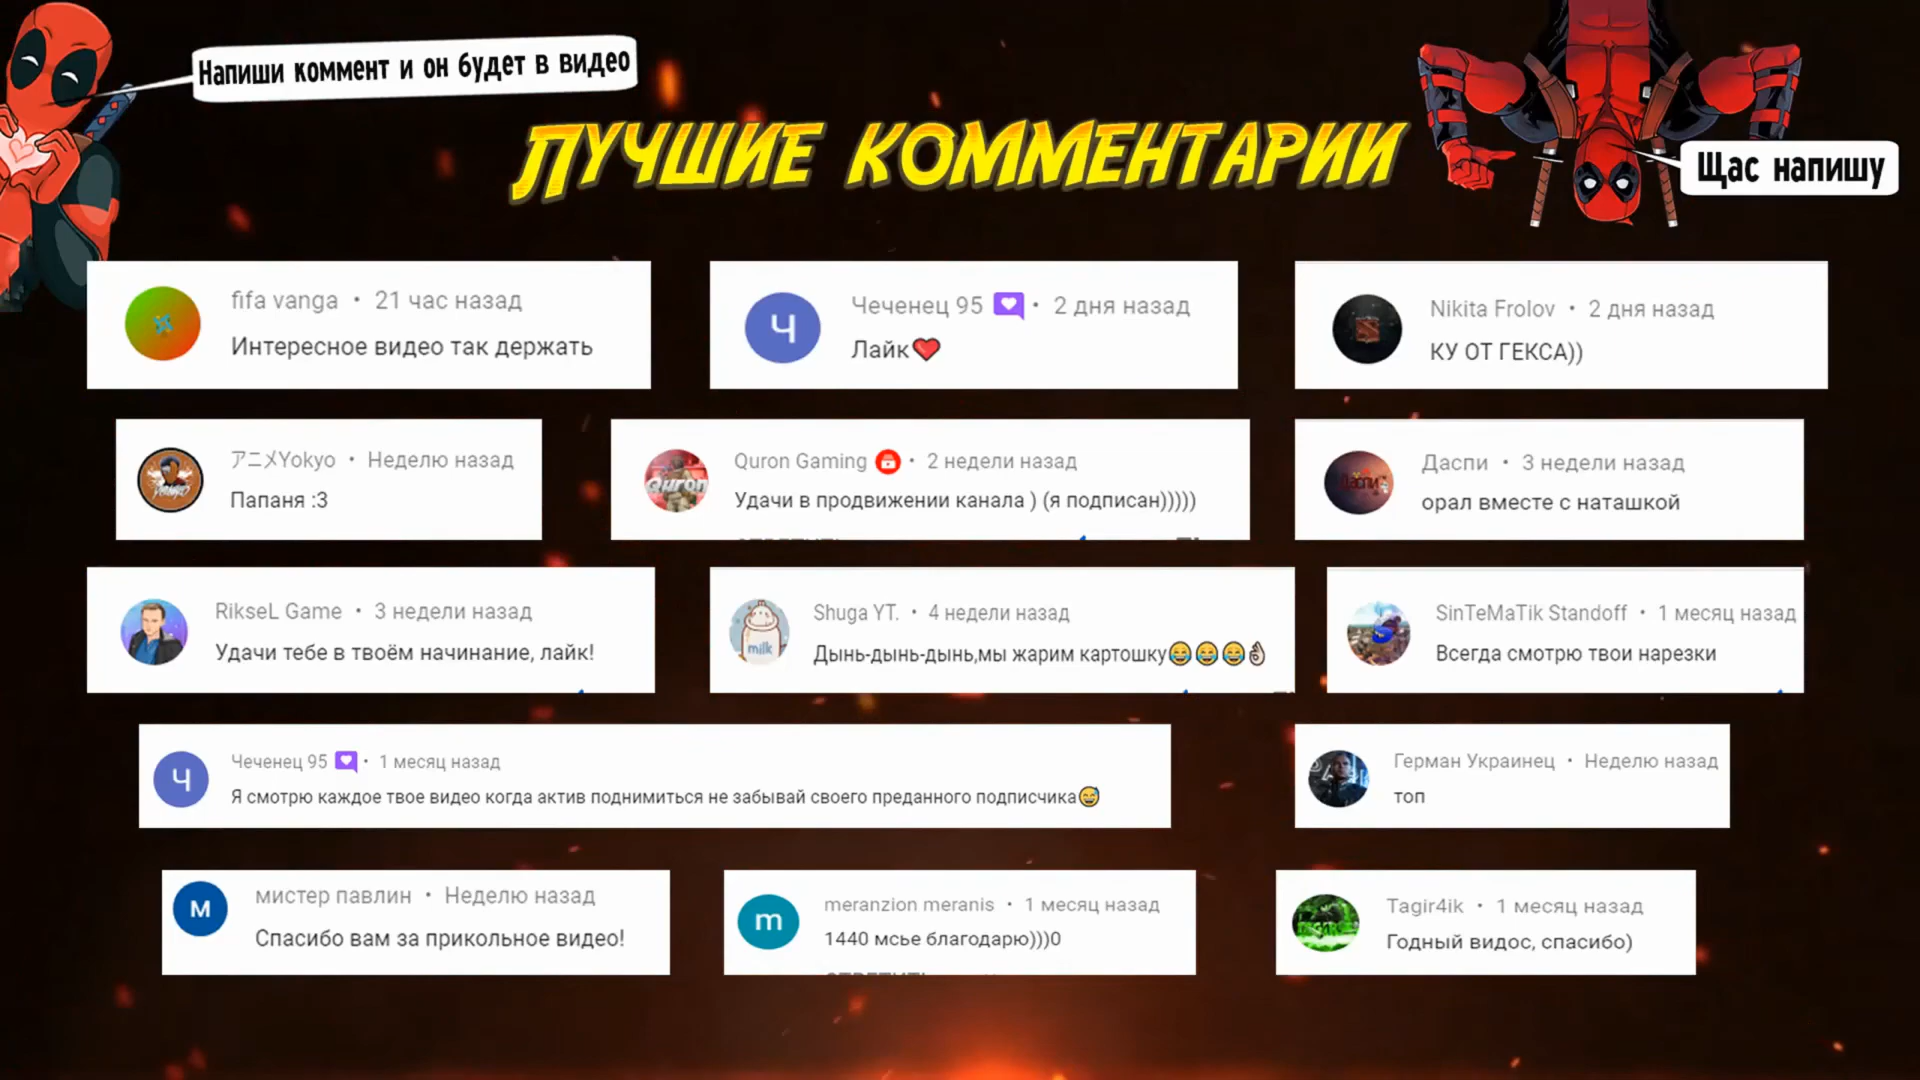 Напиши коммент и он будет в видео
ЛУЧШИЕ КОММЕНТАРИИ
Щас напишу
fifa vanga • 21 час назад
Интересное видео так держать
Ч
Чеченец 95 • 2 дня назад
Лайк❤️
Nikita Frolov • 2 дня назад
КУ ОТ ГЕКСА))
アニメYokyo • Неделю назад
Папаня :3
Quron
Quron Gaming • 2 недели назад
Удачи в продвижении канала ) (я подписан)))))
Даспи
Даспи • 3 недели назад
орал вместе с наташкой
RikseL Game • 3 недели назад
Удачи тебе в твоём начинание, лайк!
milk
Shuga YT. • 4 недели назад
Дынь-дынь-дынь,мы жарим картошку😂😂😂👌🏻
SinTeMaTik Standoff • 1 месяц назад
Всегда смотрю твои нарезки
Ч
Чеченец 95 • 1 месяц назад
Я смотрю каждое твое видео когда актив поднимиться не забывай своего преданного подписчика😅
Герман Украинец • Неделю назад
топ
М
мистер павлин • Неделю назад
Спасибо вам за прикольное видео!
m
meranzion meranis • 1 месяц назад
1440 мсье благодарю)))0
Tagir4ik • 1 месяц назад
Годный видос, спасибо)